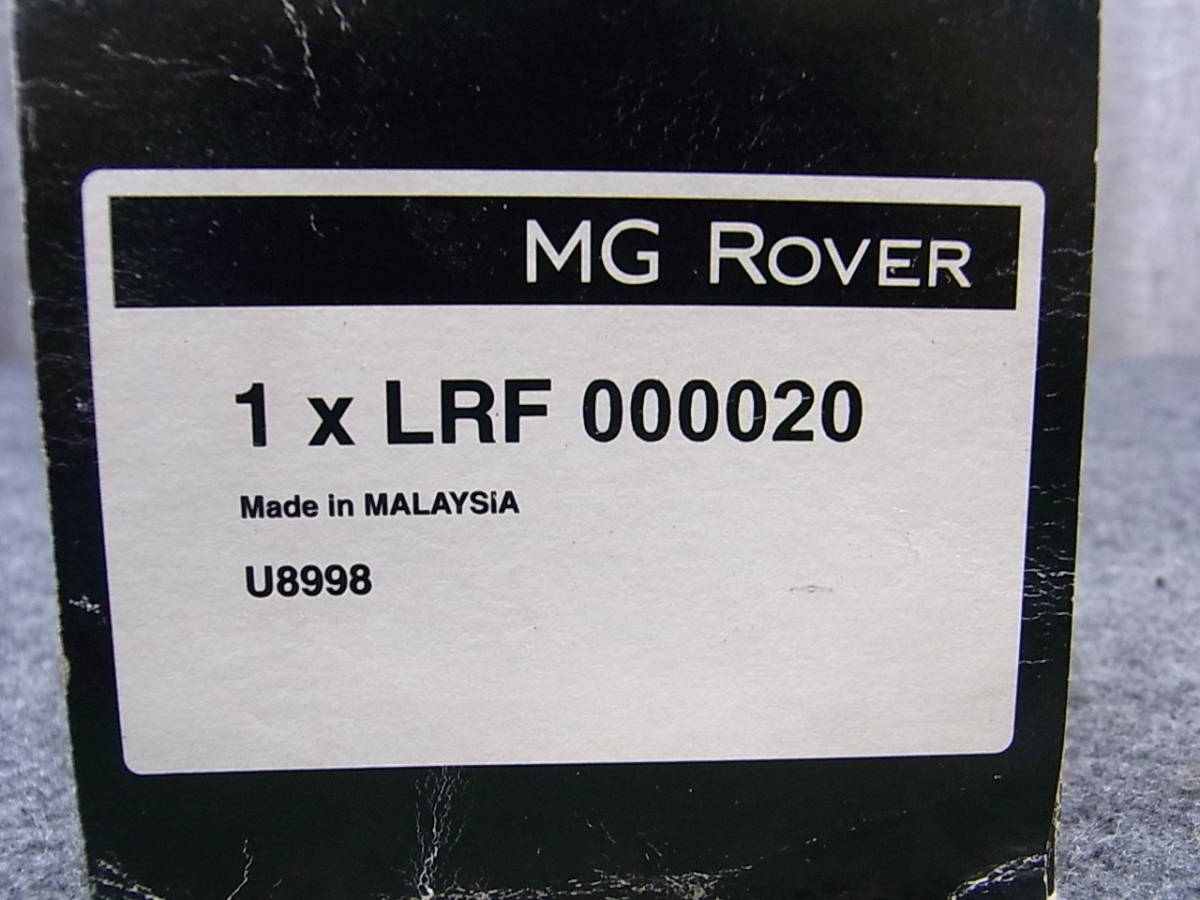 MG ROVER
1 x LRF 000020
Made in MALAYSIA
U8998